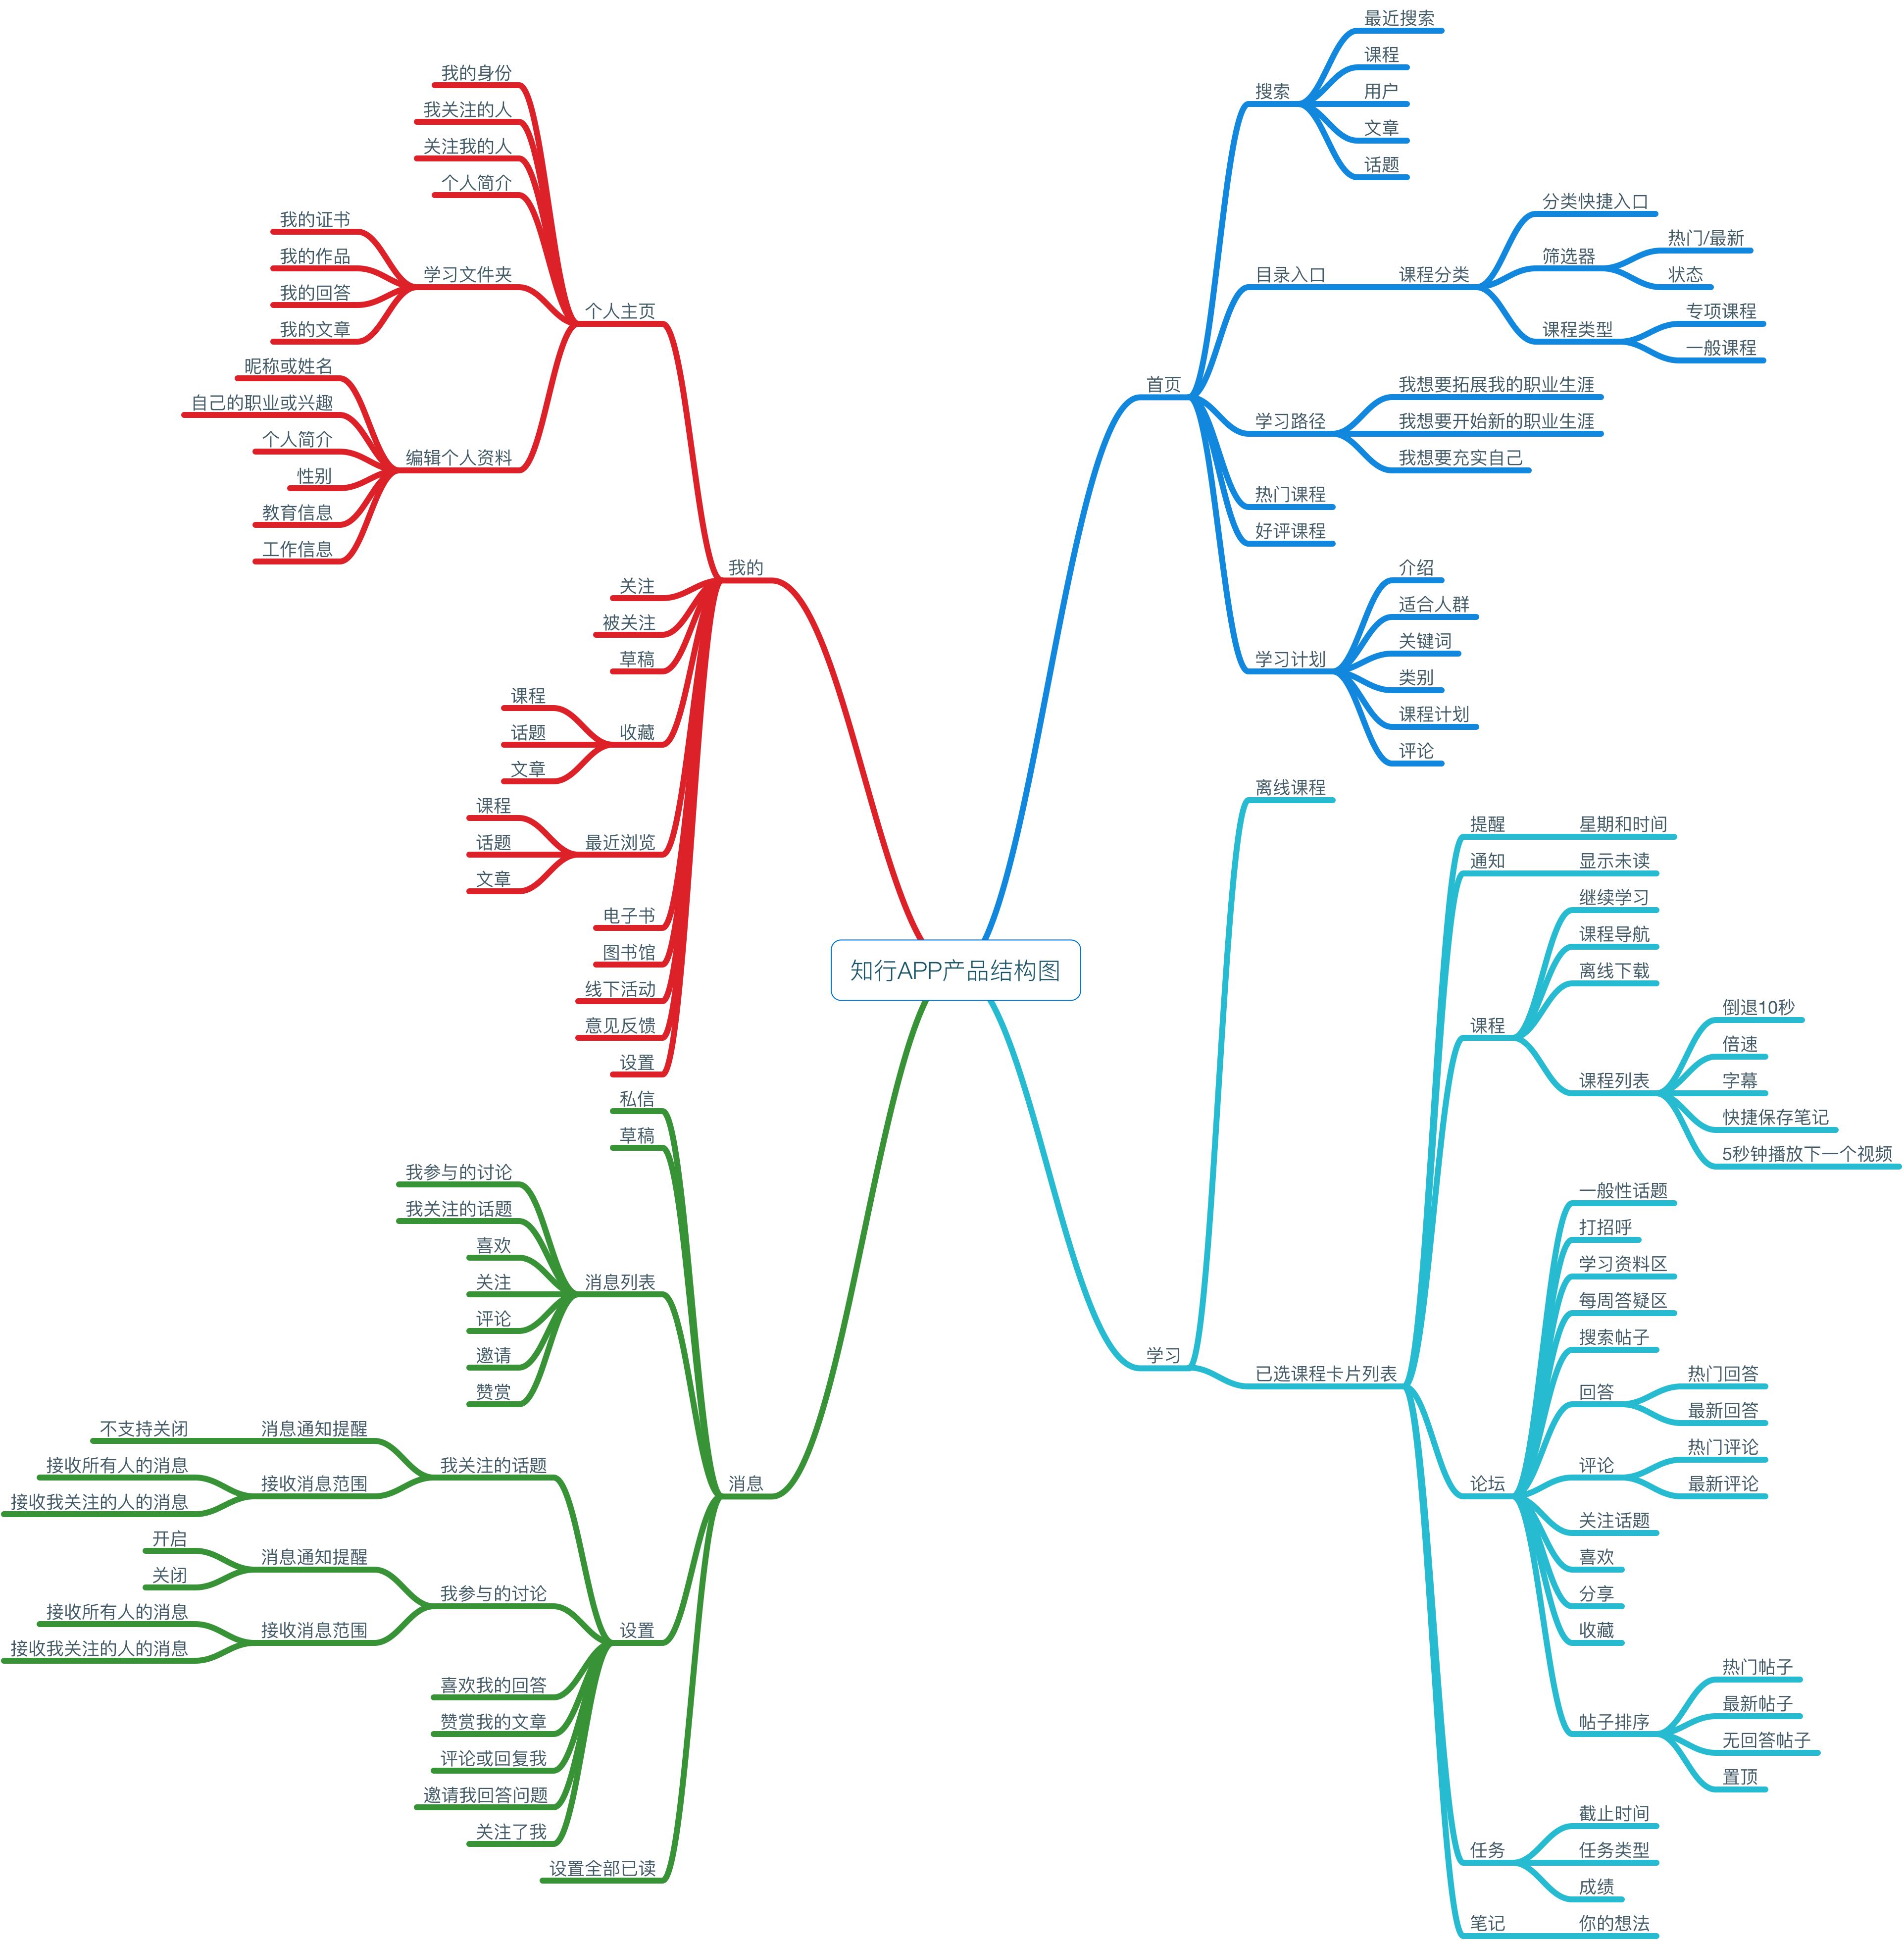 知行APP产品结构图
首页
搜索
最近搜索
课程
用户
文章
话题
目录入口
课程分类
分类快捷入口
筛选器
热门/最新
状态
课程类型
专项课程
一般课程
学习路径
我想要拓展我的职业生涯
我想要开始新的职业生涯
我想要充实自己
热门课程
好评课程
学习计划
介绍
适合人群
关键词
类别
课程计划
评论
学习
离线课程
已选课程卡片列表
提醒
星期和时间
通知
显示未读
课程
继续学习
课程导航
离线下载
课程列表
倒退10秒
倍速
字幕
快捷保存笔记
5秒钟播放下一个视频
论坛
一般性话题
打招呼
学习资料区
每周答疑区
搜索帖子
回答
热门回答
最新回答
评论
热门评论
最新评论
关注话题
喜欢
分享
收藏
帖子排序
热门帖子
最新帖子
无回答帖子
置顶
任务
截止时间
任务类型
成绩
笔记
你的想法
我的
个人主页
我的身份
我关注的人
关注我的人
个人简介
学习文件夹
我的证书
我的作品
我的回答
我的文章
编辑个人资料
昵称或姓名
自己的职业或兴趣
个人简介
性别
教育信息
工作信息
关注
被关注
草稿
收藏
课程
话题
文章
最近浏览
课程
话题
文章
电子书
图书馆
线下活动
意见反馈
设置
消息
私信
草稿
消息列表
我参与的讨论
我关注的话题
喜欢
关注
评论
邀请
赞赏
设置
我关注的话题
消息通知提醒
不支持关闭
接收消息范围
接收所有人的消息
接收我关注的人的消息
我参与的讨论
消息通知提醒
开启
关闭
接收消息范围
接收所有人的消息
接收我关注的人的消息
喜欢我的回答
赞赏我的文章
评论或回复我
邀请我回答问题
关注了我
设置全部已读